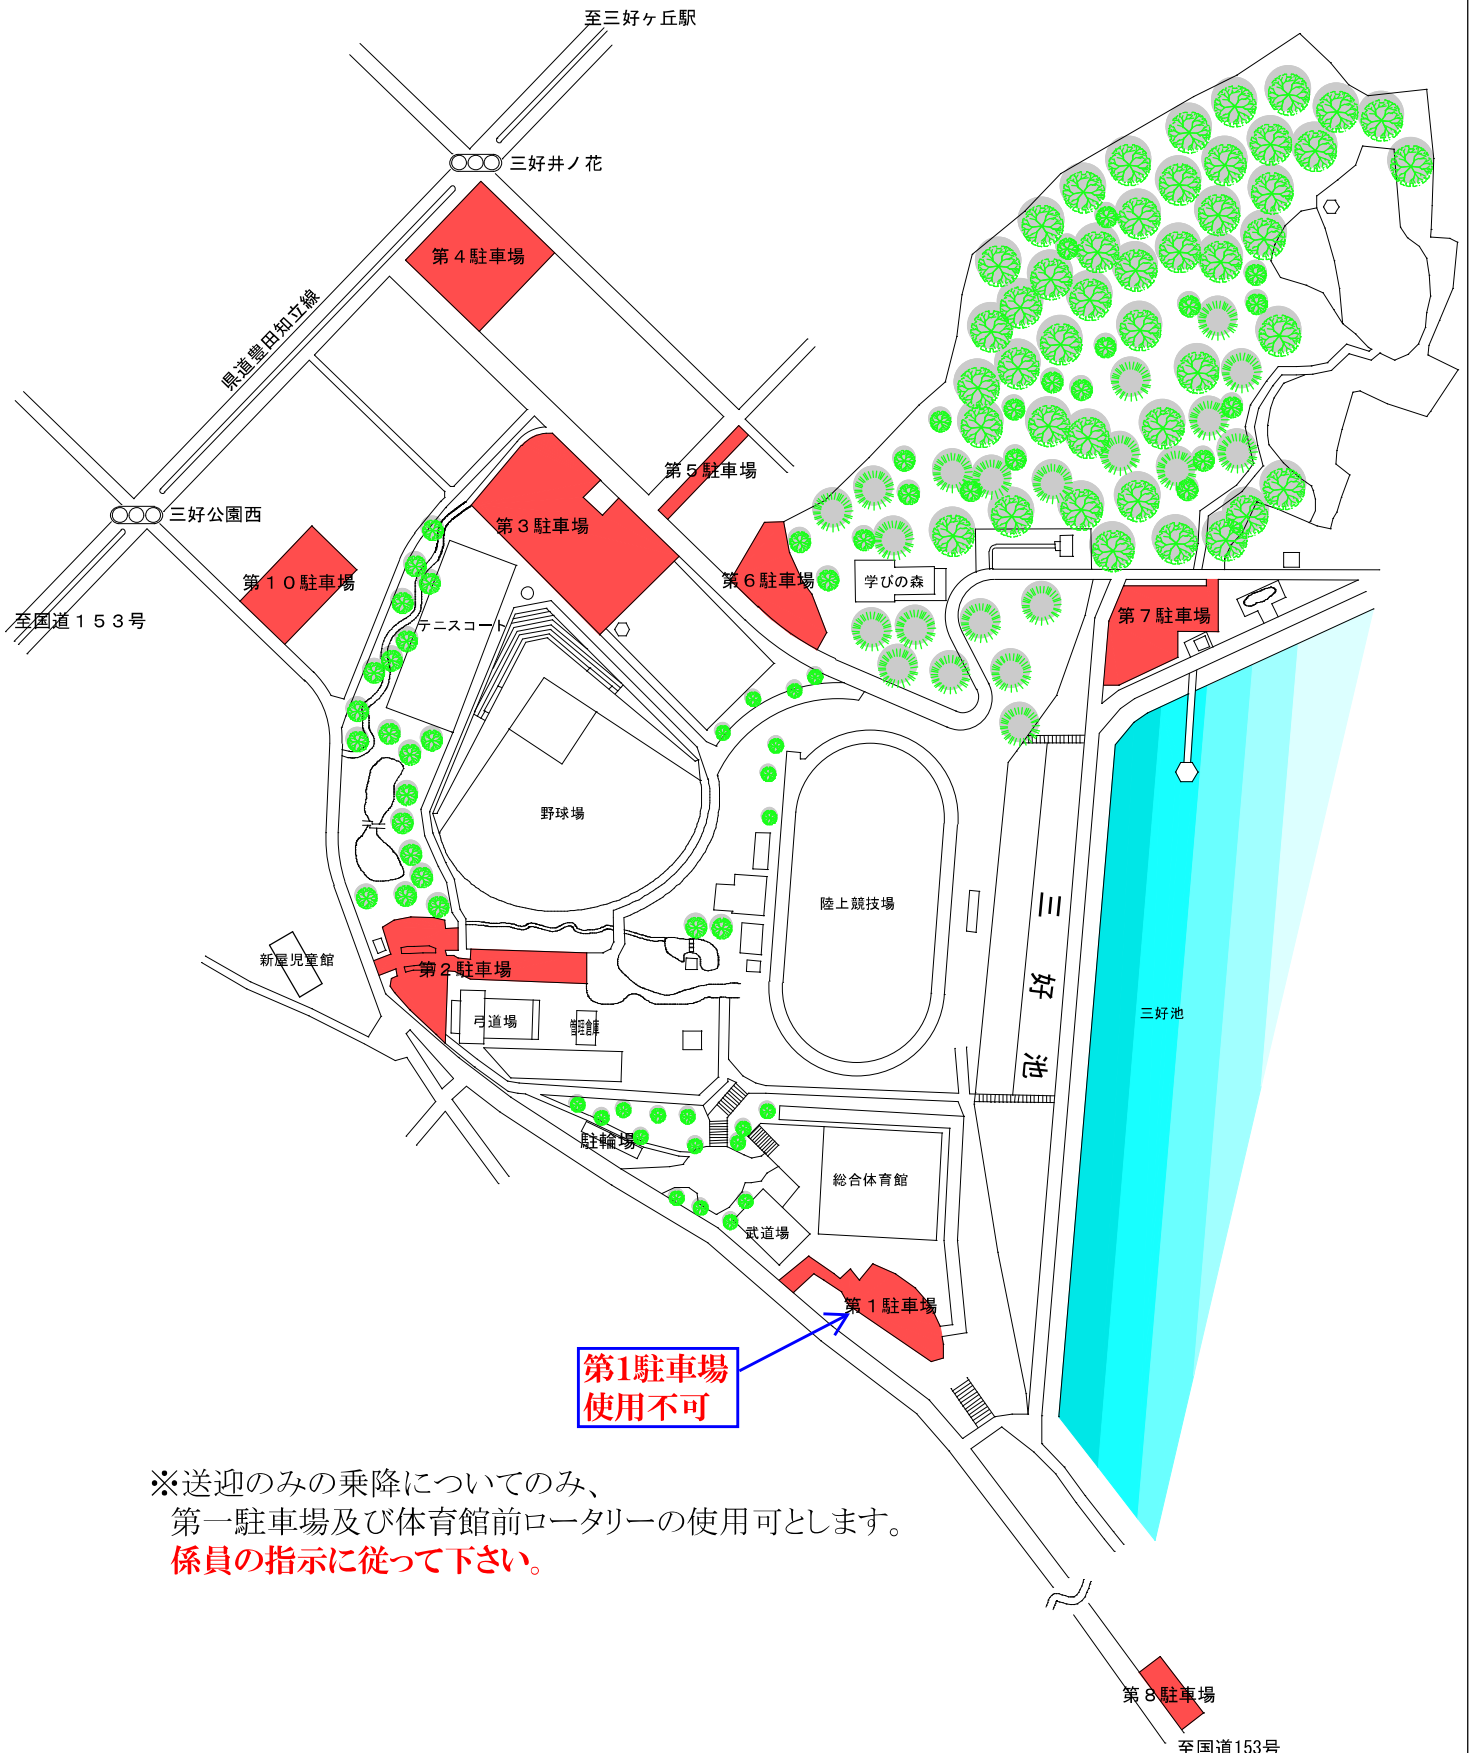 至三好ヶ丘駅
三好井ノ花
第４駐車場
県道豊田知立線
第５駐車場
三好公園西
第３駐車場
第１０駐車場
第６駐車場
学びの森
第７駐車場
至国道１５３号
テニスコート
野球場
陸上競技場
三好池
新屋児童館
第２駐車場
三好池
弓道場
管理倉庫
駐輪場
総合体育館
武道場
第１駐車場
第1駐車場
使用不可
※送迎のみの乗降についてのみ、
第一駐車場及び体育館前ロータリーの使用可とします。
係員の指示に従って下さい。
第８駐車場
至国道153号